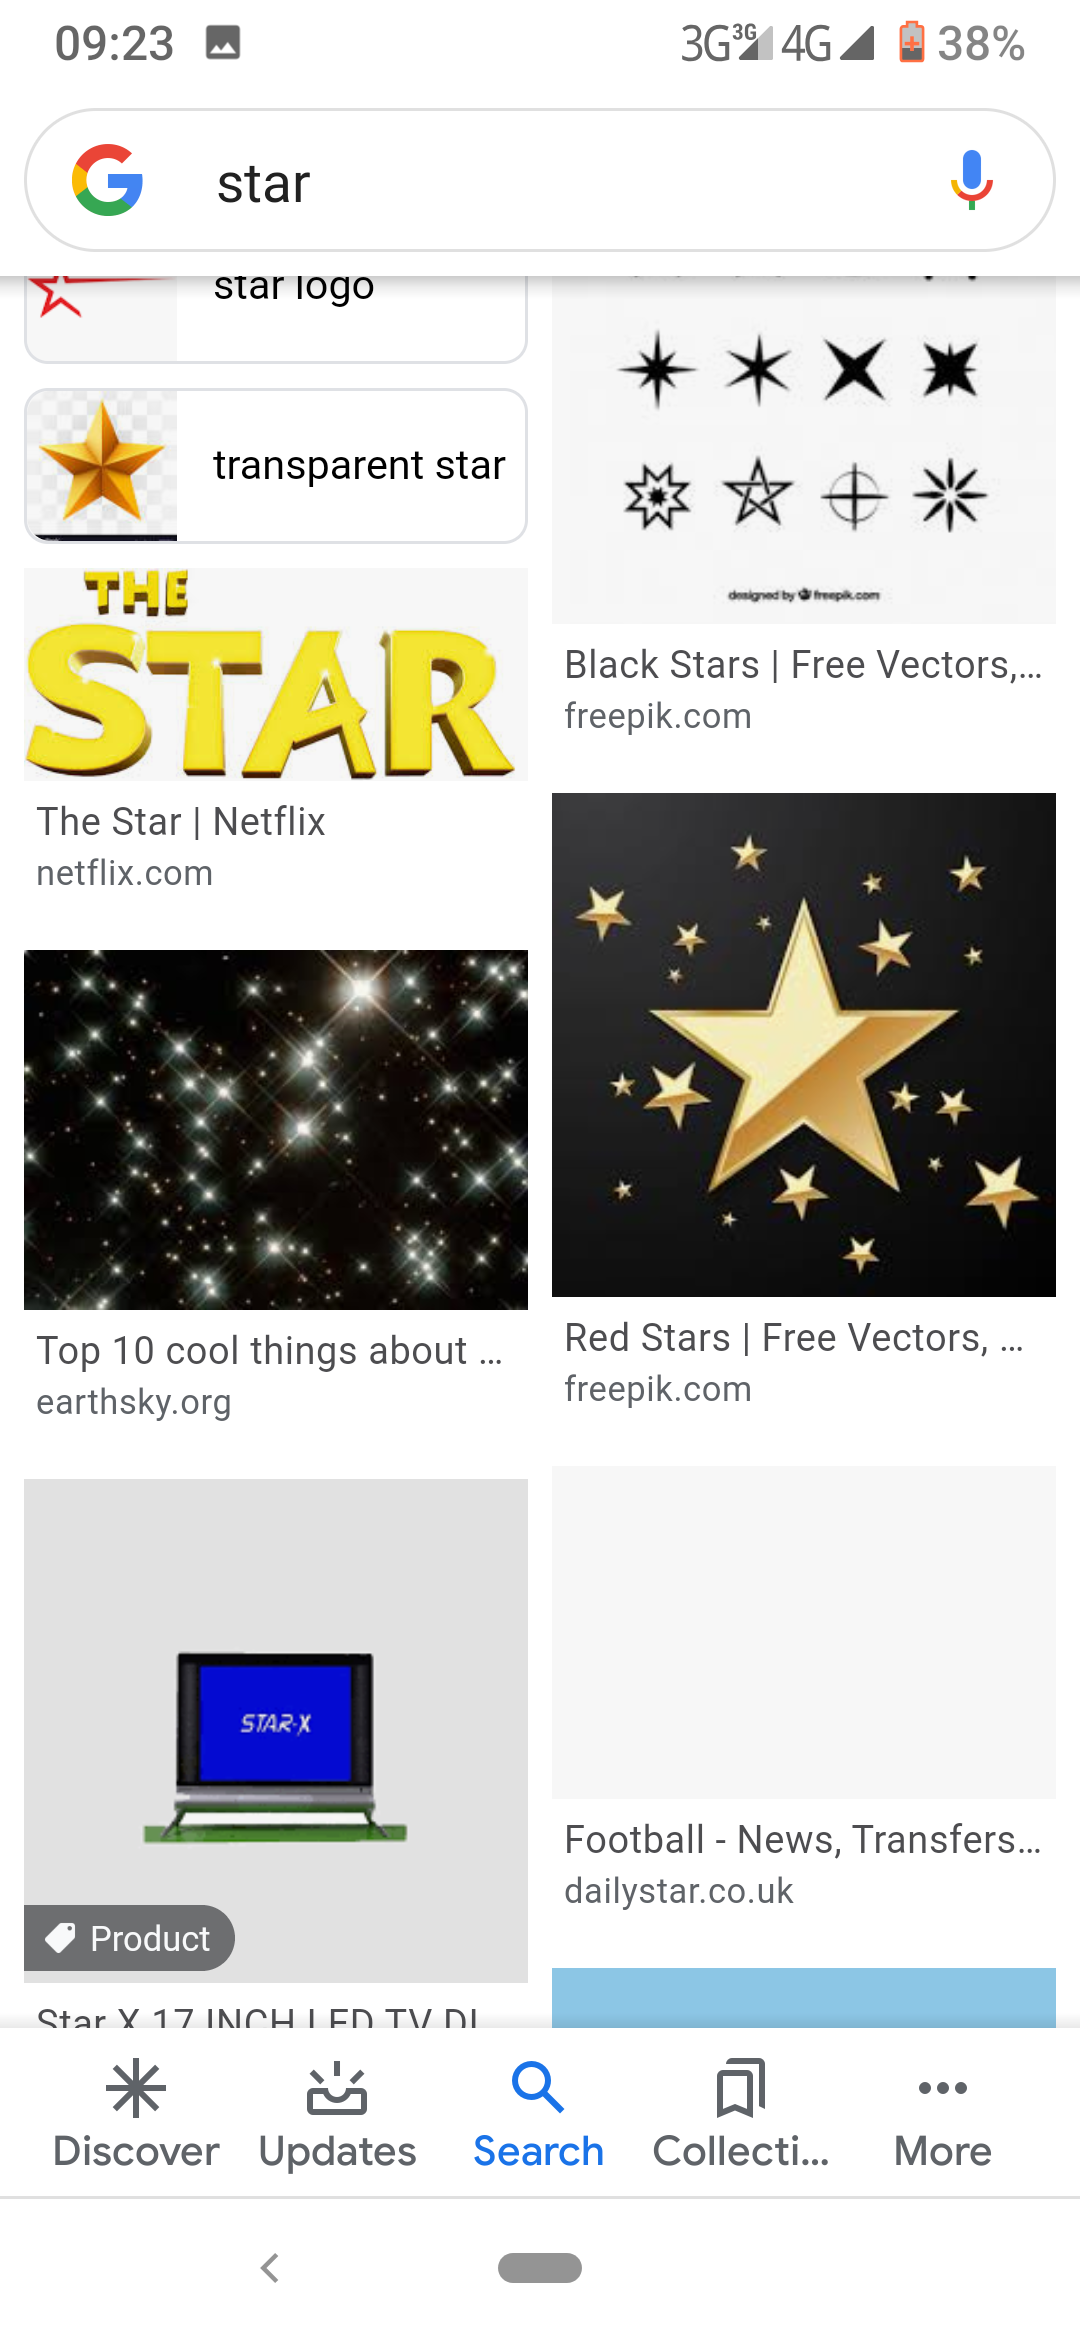 09:23
3G 3G 4G 38%
star
star logo
transparent star
THE
STAR
The Star | Netflix
netflix.com
Top 10 cool things about ...
earthsky.org
STAR-X
Product
Star X 17 INCH LED TV DI
designed by freepik.com
Black Stars | Free Vectors,...
freepik.com
Red Stars | Free Vectors, ...
freepik.com
Football - News, Transfers...
dailystar.co.uk
Discover
Updates
Search
Collecti...
More